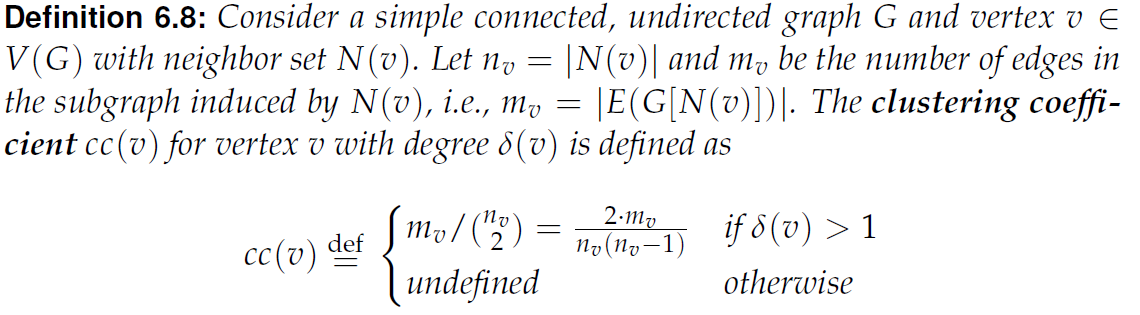 Definition 6.8: Consider a simple connected, undirected graph G and vertex v ∈
V(G) with neighbor set N(v). Let n_v = |N(v)| and m_v be the number of edges in
the subgraph induced by N(v), i.e., m_v = |E(G[N(v)])|. The clustering coeffi-
cient cc(v) for vertex v with degree δ(v) is defined as
cc(v) def= { m_v/(n_v 2) = 2·m_v / n_v(n_v−1) if δ(v) > 1
undefined otherwise